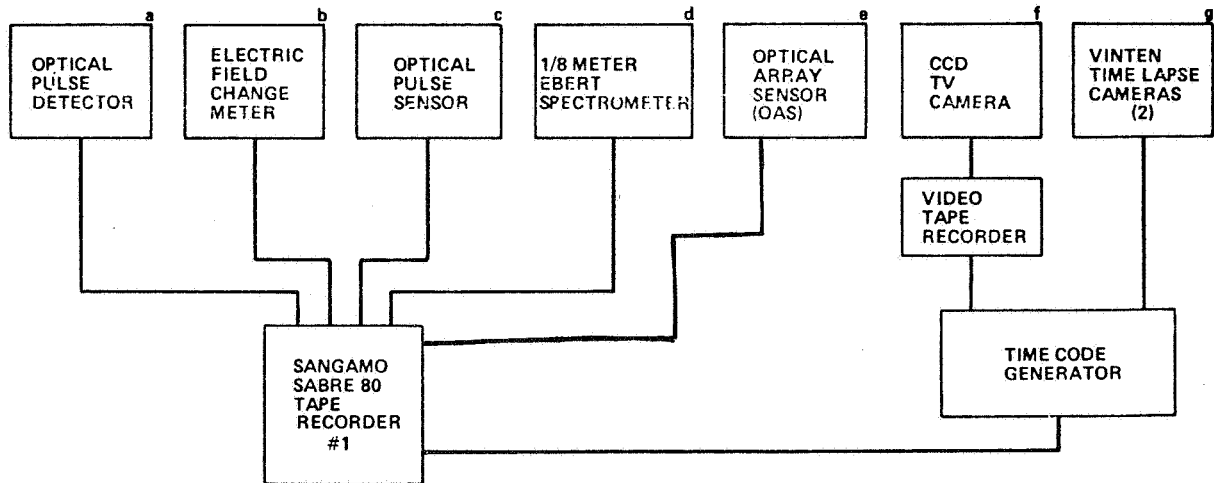 a
OPTICAL
PULSE
DETECTOR
b
ELECTRIC
FIELD
CHANGE
METER
c
OPTICAL
PULSE
SENSOR
d
1/8 METER
EBERT
SPECTROMETER
e
OPTICAL
ARRAY
SENSOR
(OAS)
f
CCD
TV
CAMERA
g
VINTEN
TIME LAPSE
CAMERAS
(2)
VIDEO
TAPE
RECORDER
SANGAMO
SABRE 80
TAPE
RECORDER
#1
TIME CODE
GENERATOR